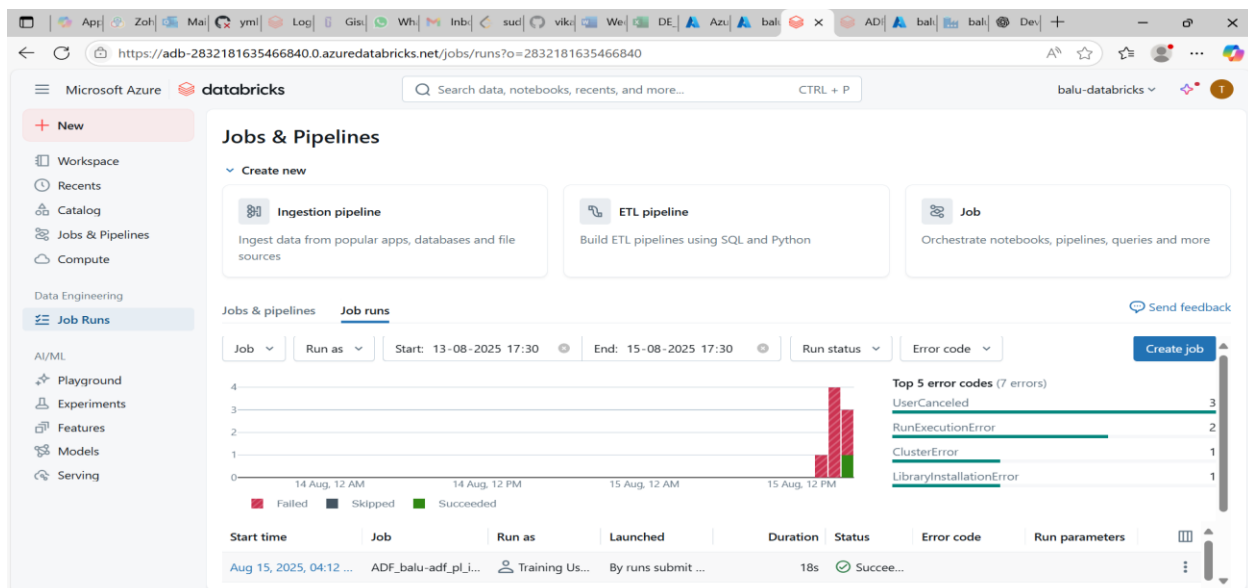 App Zoh Mai yml Log Gis Wh Inb sud vika We DE_ Azu bal ADI bal bal Dev
https://adb-2832181635466840.0.azuredatabricks.net/jobs/runs?o=2832181635466840
Microsoft Azure databricks Search data, notebooks, recents, and more... CTRL + P balu-databricks T
New
Workspace
Recents
Catalog
Jobs & Pipelines
Compute
Data Engineering
Job Runs
AI/ML
Playground
Experiments
Features
Models
Serving
Jobs & Pipelines
Create new
Ingestion pipeline
Ingest data from popular apps, databases and file
sources
ETL pipeline
Build ETL pipelines using SQL and Python
Job
Orchestrate notebooks, pipelines, queries and more
Jobs & pipelines Job runs Send feedback
Job Run as Start: 13-08-2025 17:30 End: 15-08-2025 17:30 Run status Error code Create job
4
3
2
1
0
14 Aug, 12 AM 14 Aug, 12 PM 15 Aug, 12 AM 15 Aug, 12 PM
Failed Skipped Succeeded
Top 5 error codes (7 errors)
UserCanceled 3
RunExecutionError 2
ClusterError 1
LibraryInstallationError 1
Start time Job Run as Launched Duration Status Error code Run parameters
Aug 15, 2025, 04:12 ... ADF_balu-adf_pl_i... Training Us... By runs submit ... 18s Succee...